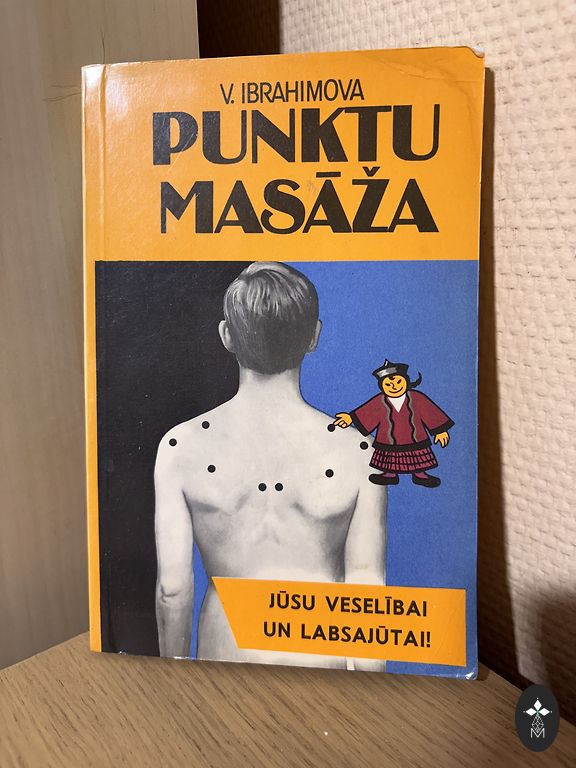 V. IBRAHIMOVA
PUNKTU
MASĀŽA
JŪSU VESELĪBAI
UN LABSAJŪTAI!
M